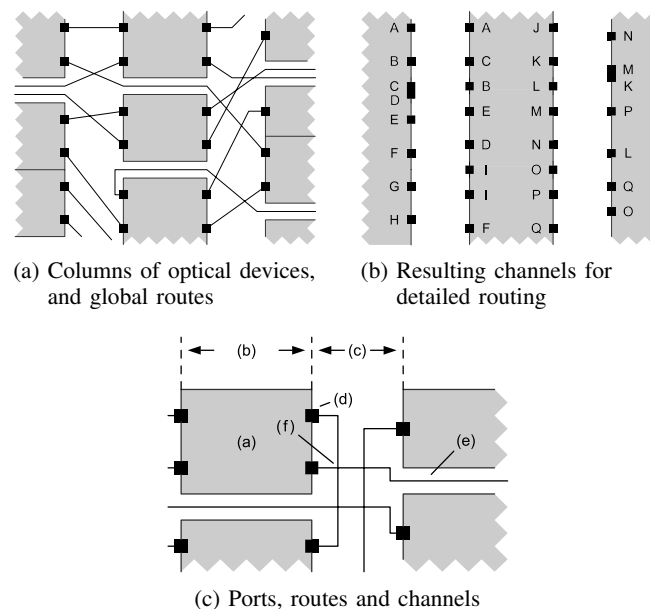 A A J N
B C K M
C B L K
D E M P
E D N L
F I O Q
G I P O
H F Q
(a) Columns of optical devices, and global routes
(b) Resulting channels for detailed routing
(b) (c)
(d)
(a) (f) (e)
(c) Ports, routes and channels